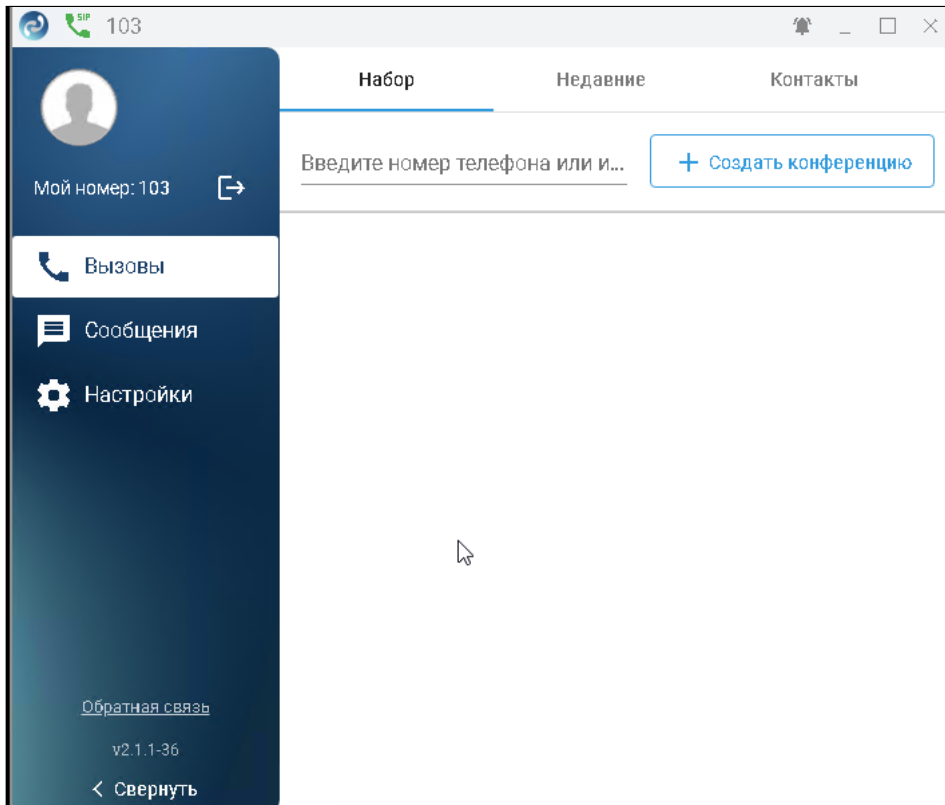 SIP 103
Набор Недавние Контакты
Введите номер телефона или и... + Создать конференцию
Мой номер: 103
Вызовы
Сообщения
Настройки
Обратная связь
v2.1.1-36
Свернуть